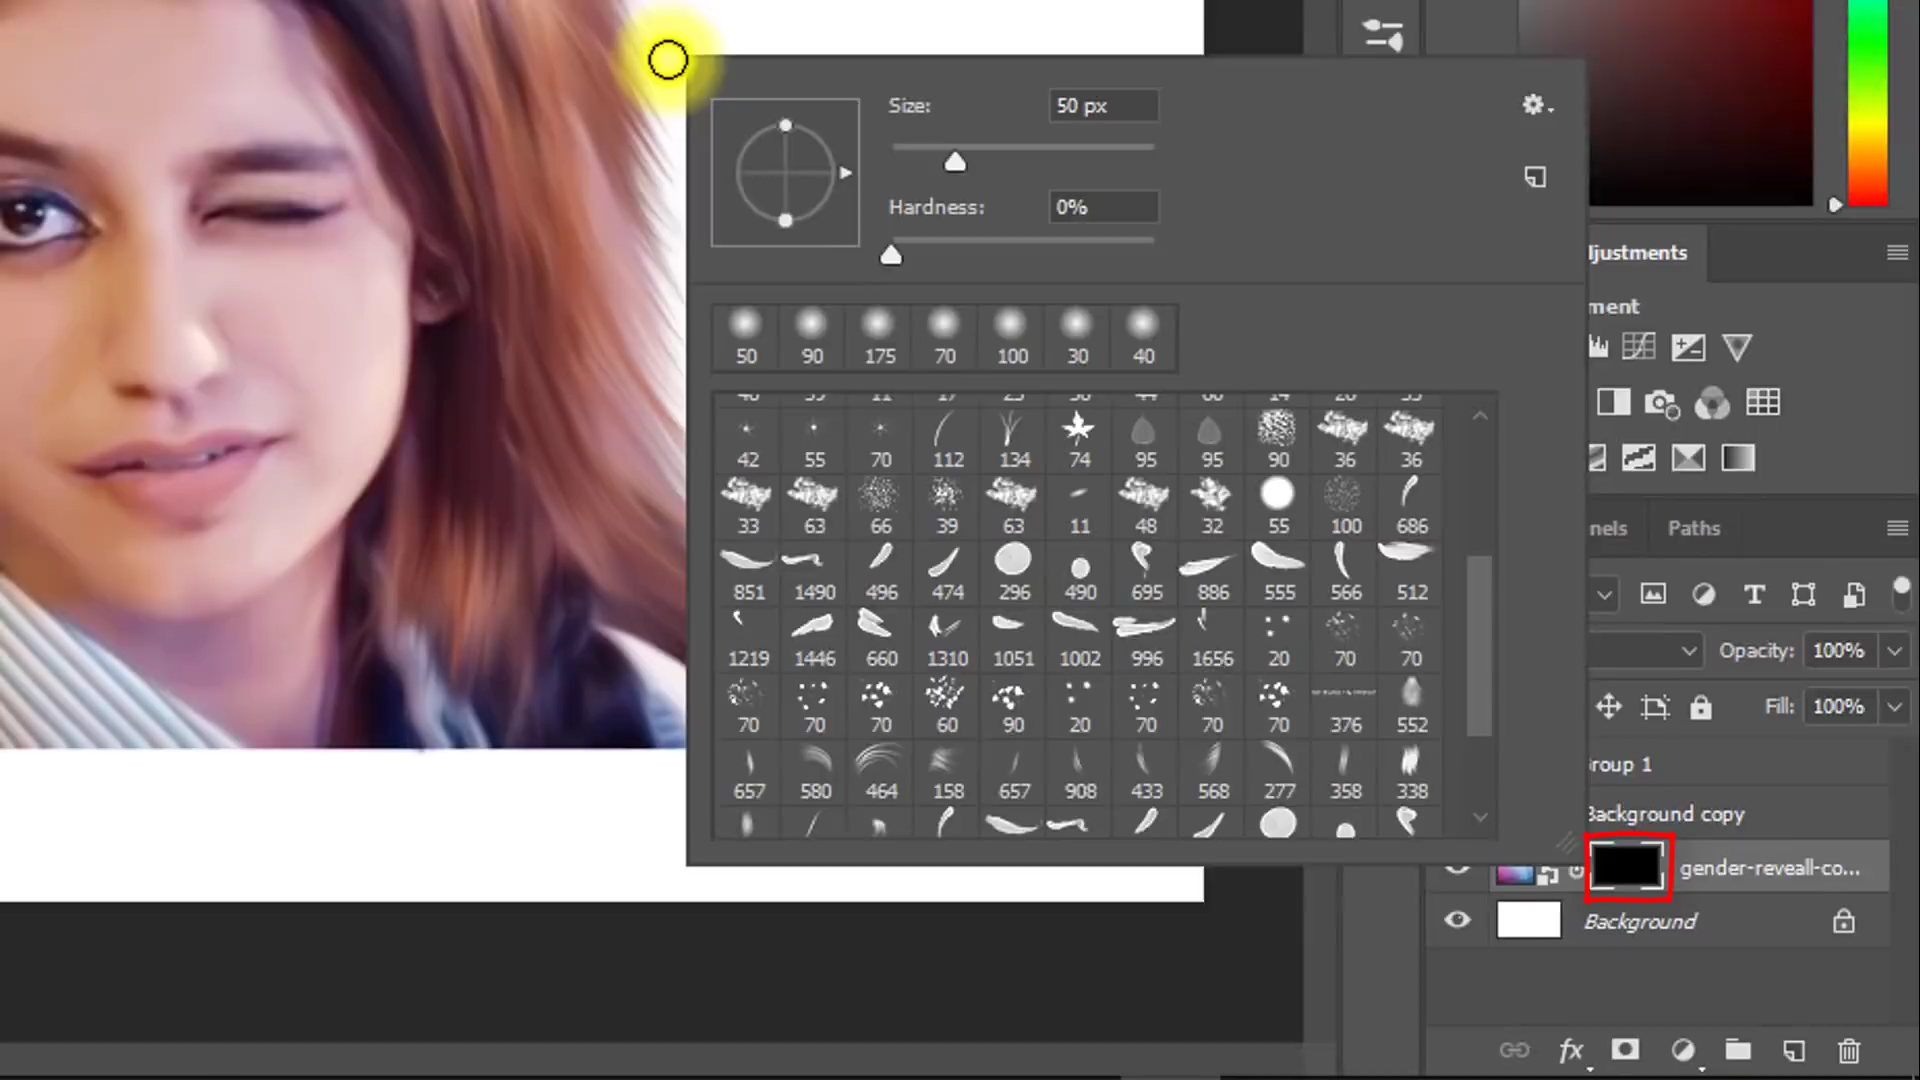 Size:
50 px
Hardness:
0%
50 90 175 70 100 30 40
42 55 70 112 134 74 95 95 90 36 36
33 63 66 39 63 11 48 32 55 100 686
851 1490 496 474 296 490 695 886 555 566 512
1219 1446 660 1310 1051 1002 996 1656 20 70 70
70 70 70 60 90 20 70 70 70 376 552
657 580 464 158 657 908 433 568 277 358 338
djustments
ment
nels
Paths
Opacity: 100%
Fill: 100%
roup 1
Background copy
gender-reveall-co...
Background
fx